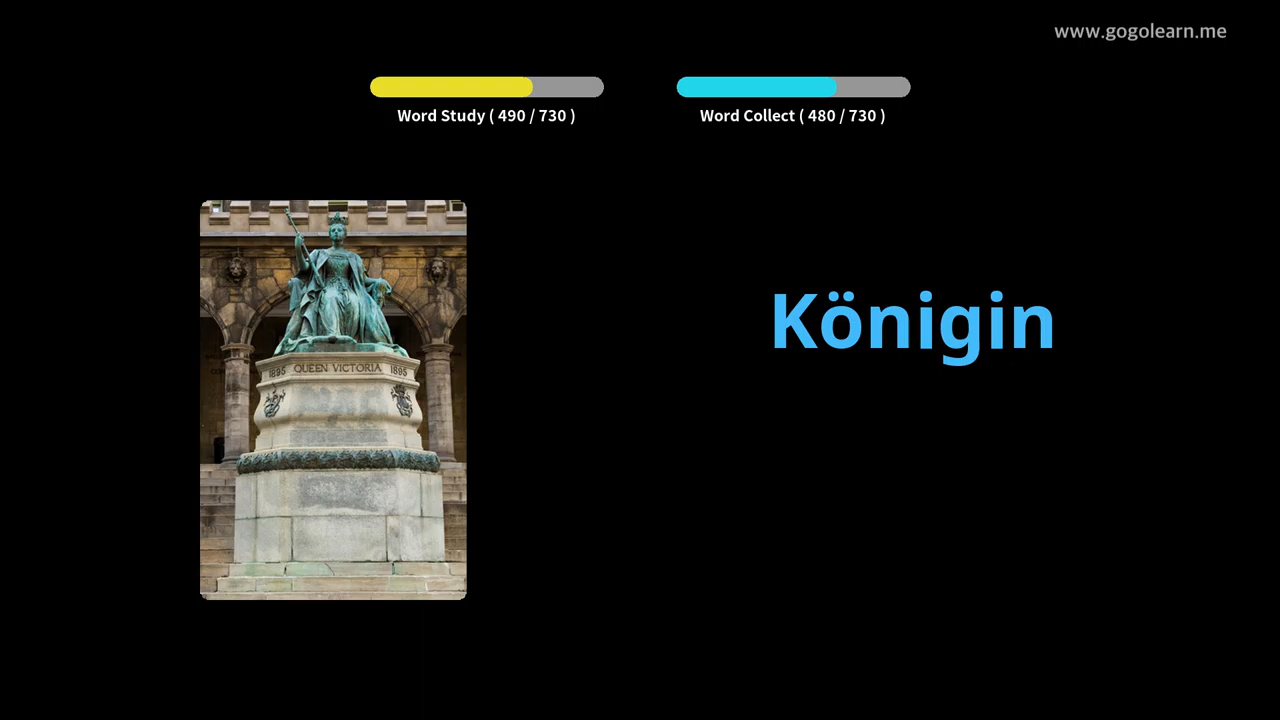 www.gogolearn.me
Word Study ( 490 / 730 )
Word Collect ( 480 / 730 )
Königin
1895 QUEEN VICTORIA 1895